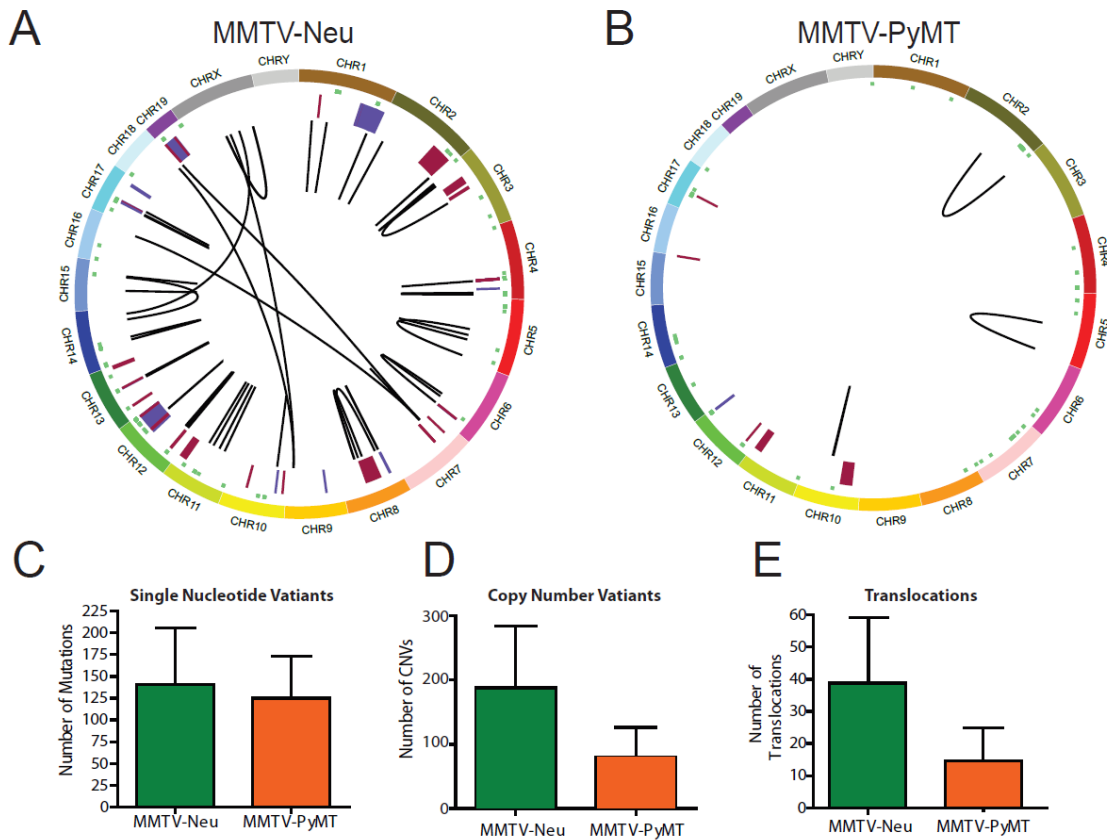 A
MMTV-Neu
CHR1
CHR2
CHR3
CHR4
CHR5
CHR6
CHR7
CHR8
CHR9
CHR10
CHR11
CHR12
CHR13
CHR14
CHR15
CHR16
CHR17
CHR18
CHR19
CHRX
CHRY
B
MMTV-PyMT
CHR1
CHR2
CHR3
CHR4
CHR5
CHR6
CHR7
CHR8
CHR9
CHR10
CHR11
CHR12
CHR13
CHR14
CHR15
CHR16
CHR17
CHR18
CHR19
CHRX
CHRY
C
Single Nucleotide Vatiants
Number of Mutations
225
200
175
150
125
100
75
50
25
0
MMTV-Neu
MMTV-PyMT
D
Copy Number Vatiants
Number of CNVs
300
200
100
0
MMTV-Neu
MMTV-PyMT
E
Translocations
Number of
Translocations
60
50
40
30
20
10
0
MMTV-Neu
MMTV-PyMT